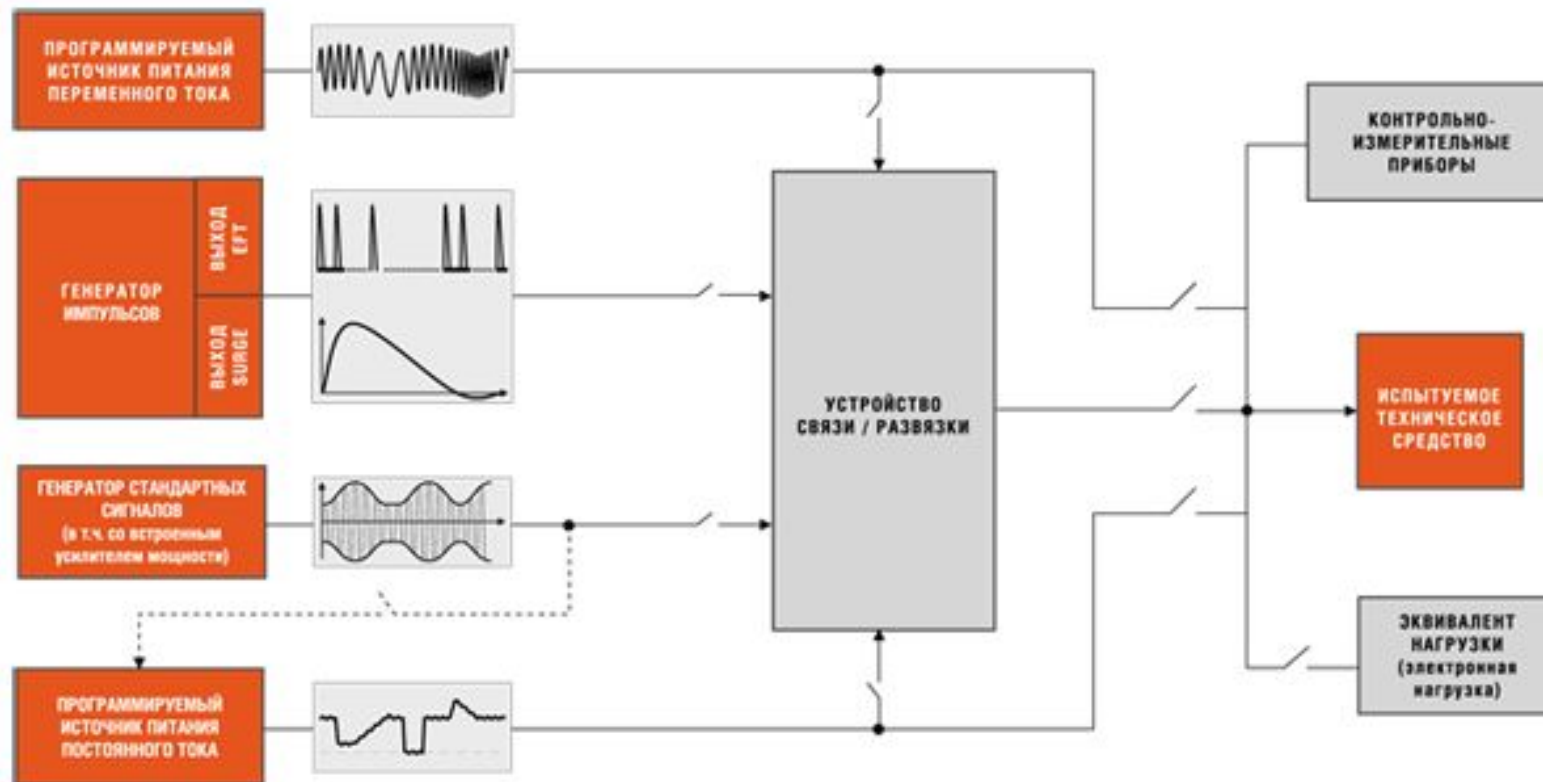 ПРОГРАММИРУЕМЫЙ
ИСТОЧНИК ПИТАНИЯ
ПЕРЕМЕННОГО ТОКА
КОНТРОЛЬНО-
ИЗМЕРИТЕЛЬНЫЕ
ПРИБОРЫ
ГЕНЕРАТОР
ИМПУЛЬСОВ
ВЫХОД
EFT
ВЫХОД
SURGE
УСТРОЙСТВО
СВЯЗИ / РАЗВЯЗКИ
ИСПЫТУЕМОЕ
ТЕХНИЧЕСКОЕ
СРЕДСТВО
ГЕНЕРАТОР СТАНДАРТНЫХ
СИГНАЛОВ
(в т.ч. со встроенным
усилителем мощности)
ЭКВИВАЛЕНТ
НАГРУЗКИ
(электронная
нагрузка)
ПРОГРАММИРУЕМЫЙ
ИСТОЧНИК ПИТАНИЯ
ПОСТОЯННОГО ТОКА